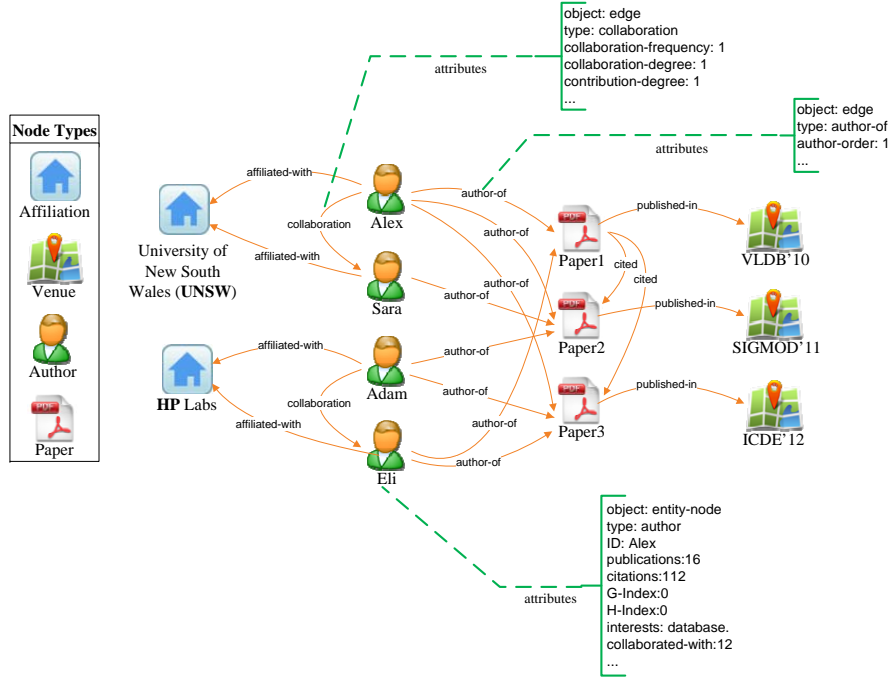 object: edge
type: collaboration
collaboration-frequency: 1
collaboration-degree: 1
contribution-degree: 1
...
attributes
object: edge
type: author-of
author-order: 1
...
attributes
Node Types
Affiliation
Venue
Author
Paper
affiliated-with
University of
New South
Wales (UNSW)
affiliated-with
collaboration
Alex
Sara
author-of
author-of
author-of
PDF
Paper1
cited
cited
published-in
VLDB'10
PDF
Paper2
published-in
SIGMOD'11
HP Labs
affiliated-with
affiliated-with
collaboration
Adam
Eli
author-of
author-of
author-of
author-of
PDF
Paper3
published-in
ICDE'12
PDF
attributes
object: entity-node
type: author
ID: Alex
publications:16
citations:112
G-Index:0
H-Index:0
interests: database.
collaborated-with:12
...